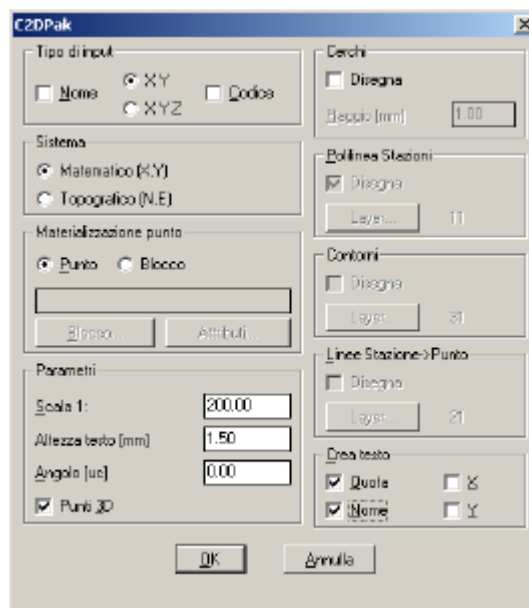 C2DPak
Tipo di input
Nome
XY
XYZ
Codice
Sistema
Matematico (X,Y)
Topografico (N,E)
Materializzazione punto
Punto Blocco
Blocco... Attributi...
Parametri
Scala 1: 200.00
Altezza testo [mm] 1.50
Angolo [uc] 0.00
Punti 3D
Cerchi
Disegna
Raggio [mm] 1.00
Polilinea Stazioni
Disegna
Layer... 11
Contorni
Disegna
Layer... 31
Linee Stazione->Punto
Disegna
Layer... 21
Crea testo
Quota X
Nome Y
OK Annulla